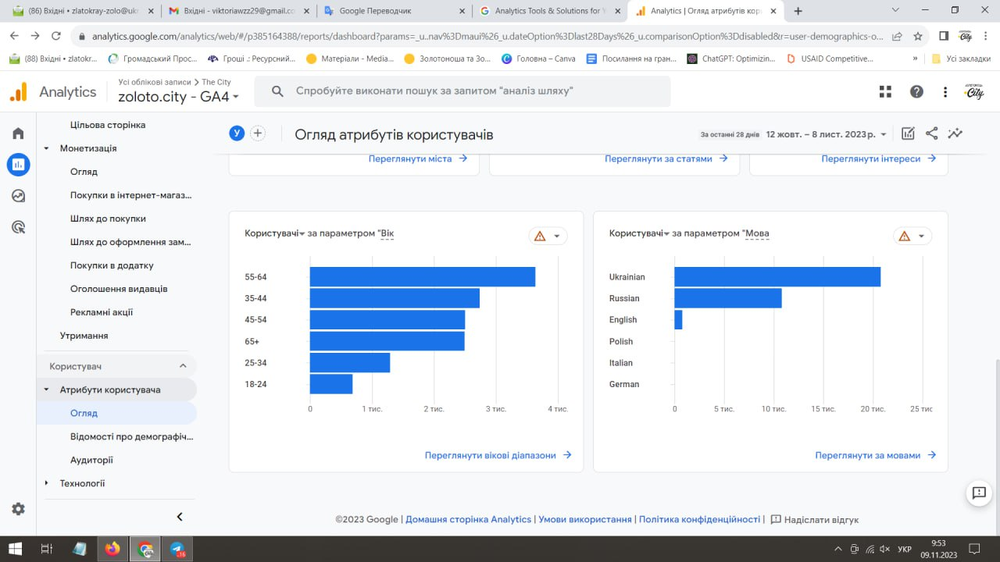 (86) Вхідні • zlatokray-zolo@ukr
Вхідні - viktoriawzz29@gmail.co
Google Переводчик
Analytics Tools & Solutions for Y
Analytics | Огляд атрибутів кори
analytics.google.com/analytics/web/#/p385164388/reports/dashboard?params=_u..nav%3Dmaui%26_u.dateOption%3Dlast28Days%26_u.comparisonOption%3Ddisabled&r=user-demographics-o...
(88) Вхідні • zlatokr...
Громадський Прос...
Гроші .: Ресурсний...
Матеріали - Media...
Золотоноша та Зо...
Головна – Canva
Посилання на гран...
ChatGPT: Optimizin...
USAID Competitive...
»
Усі закладки
Analytics
Усі облікові записи > The City
zoloto.city - GA4
Спробуйте виконати пошук за запитом "аналіз шляху"
City
Цільова сторінка
Монетизація
Огляд
Покупки в інтернет-магаз...
Шлях до покупки
Шлях до оформлення зам...
Покупки в додатку
Оголошення видавців
Рекламні акції
Утримання
Користувач
Атрибути користувача
Огляд
Відомості про демографіч...
Аудиторії
Технології
У
Огляд атрибутів користувачів
За останні 28 днів
12 жовт. – 8 лист. 2023 р.
Переглянути міста
Переглянути за статями
Переглянути інтереси
Користувачі за параметром "Вік
55-64
35-44
45-54
65+
25-34
18-24
0
1 тис.
2 тис.
3 тис.
4 тис.
Переглянути вікові діапазони
Користувачі за параметром "Мова
Ukrainian
Russian
English
Polish
Italian
German
0
5 тис.
10 тис.
15 тис.
20 тис.
25 тис
Переглянути за мовами
©2023 Google | Домашня сторінка Analytics | Умови використання | Політика конфіденційності | Надіслати відгук
16
УКР
9:53
09.11.2023